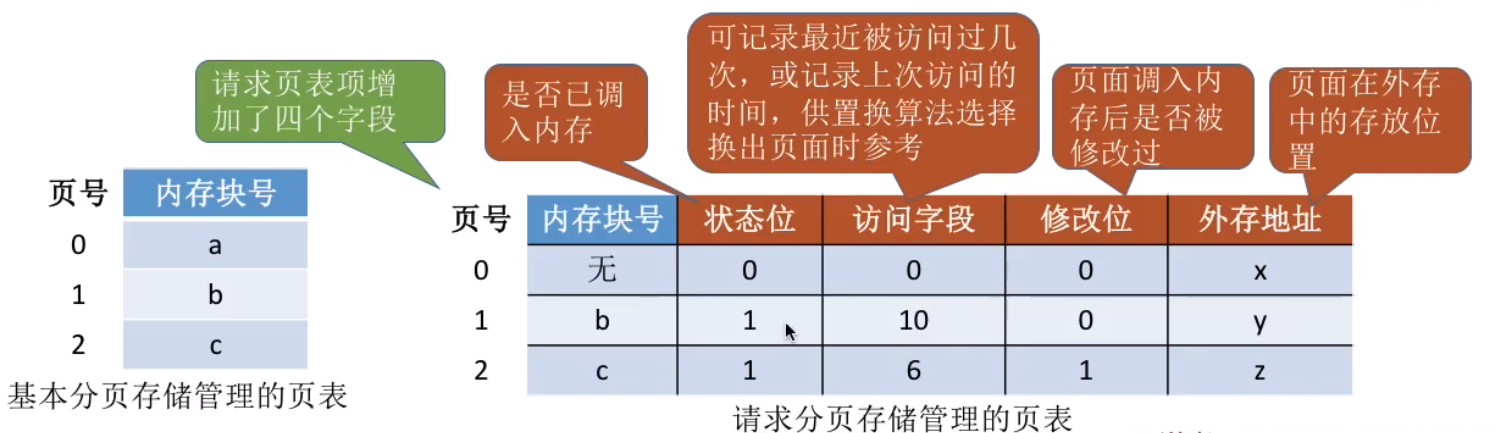 可记录最近被访问过几
次，或记录上次访问的
时间，供置换算法选择
换出页面时参考
请求页表项增
加了四个字段
是否已调
入内存
页面调入内
存后是否被
修改过
页面在外存
中的存放位
置
页号 内存块号
0 a
1 b
2 c
基本分页存储管理的页表
页号 内存块号 状态位 访问字段 修改位 外存地址
0 无 0 0 0 x
1 b 1 10 0 y
2 c 1 6 1 z
请求分页存储管理的页表